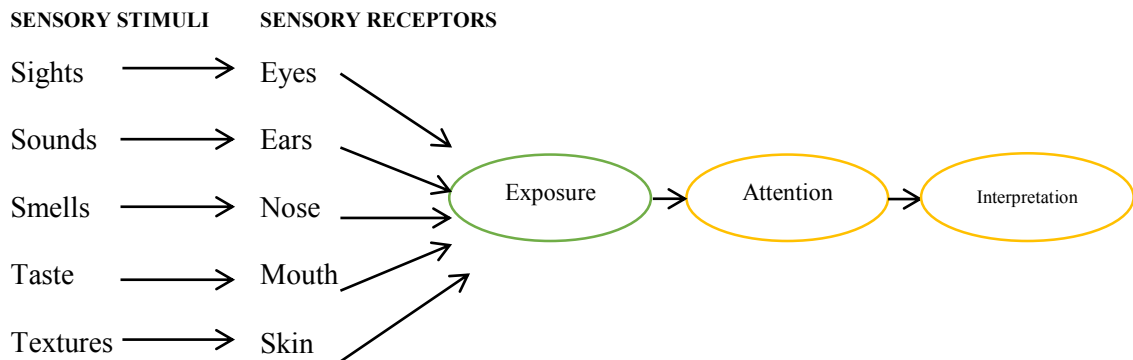 SENSORY STIMULI SENSORY RECEPTORS
Sights Eyes
Sounds Ears
Exposure Attention Interpretation
Smells Nose
Taste Mouth
Textures Skin